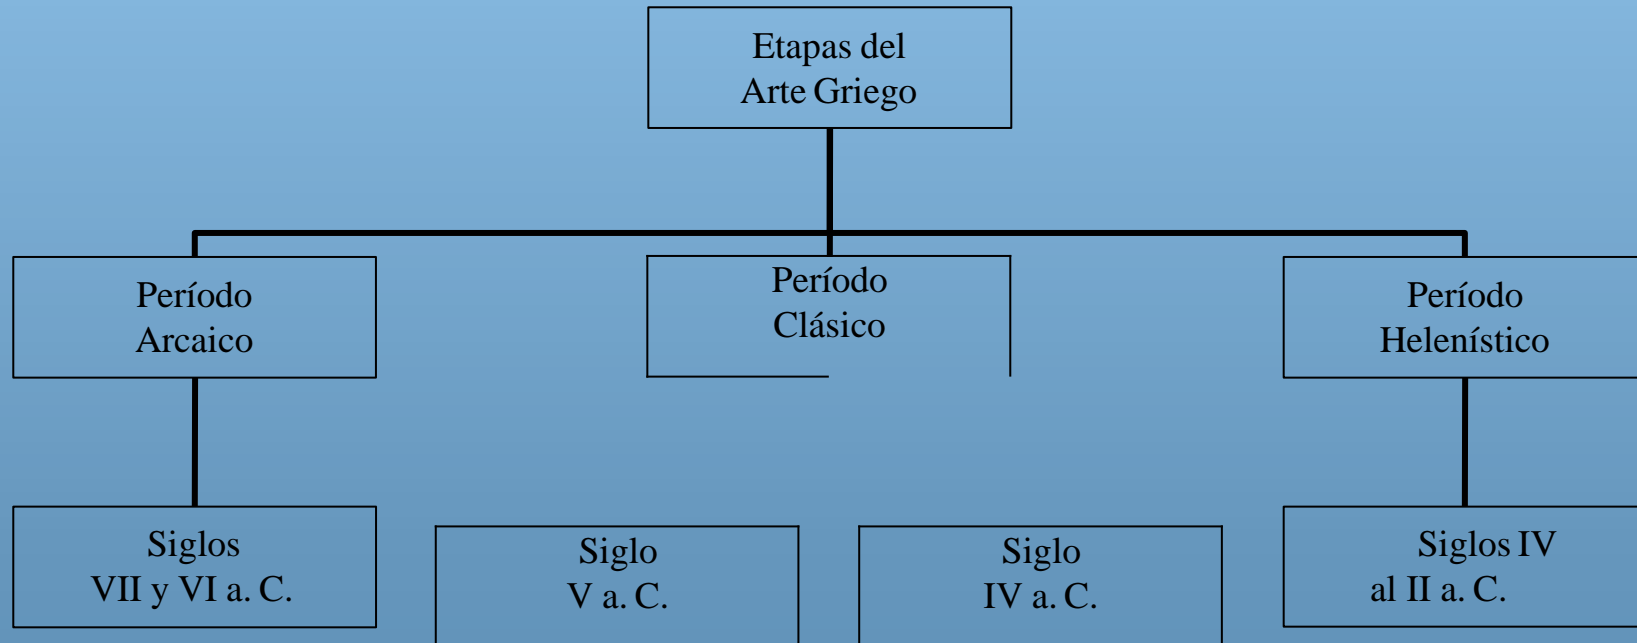 Etapas del
Arte Griego
Período
Arcaico
Período
Clásico
Período
Helenístico
Siglos
VII y VI a. C.
Siglo
V a. C.
Siglo
IV a. C.
Siglos IV
al II a. C.